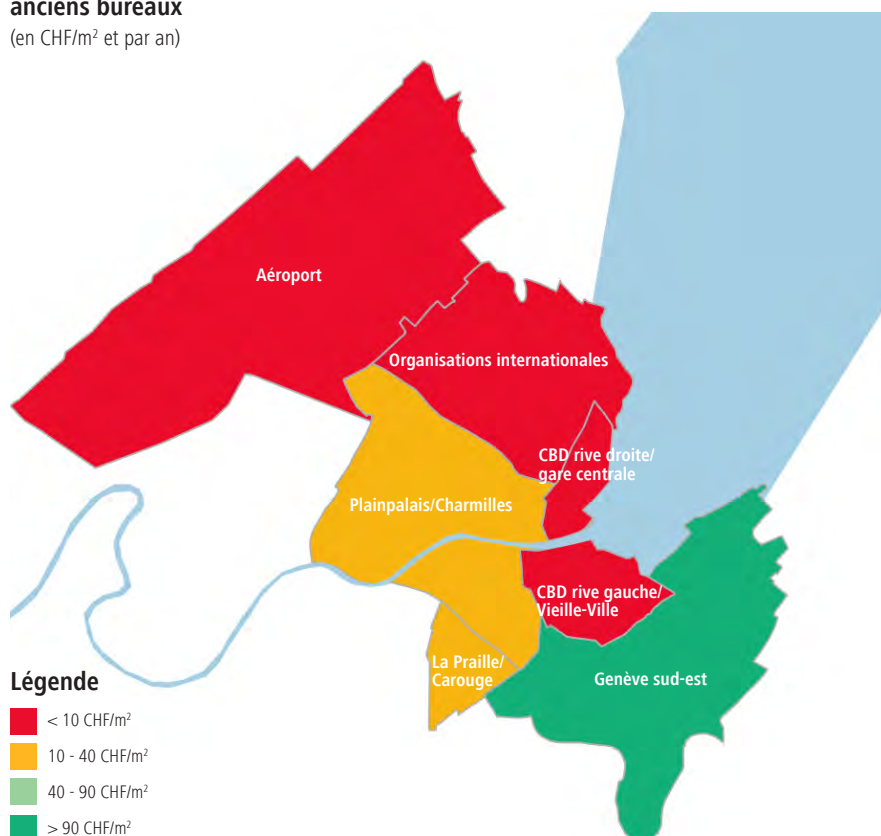 anciens bureaux
(en CHF/m² et par an)
Aéroport
Organisations internationales
CBD rive droite/
gare centrale
Plainpalais/Charmilles
CBD rive gauche/
Vieille-Ville
La Praille/
Carouge
Genève sud-est
Légende
< 10 CHF/m²
10 - 40 CHF/m²
40 - 90 CHF/m²
> 90 CHF/m²